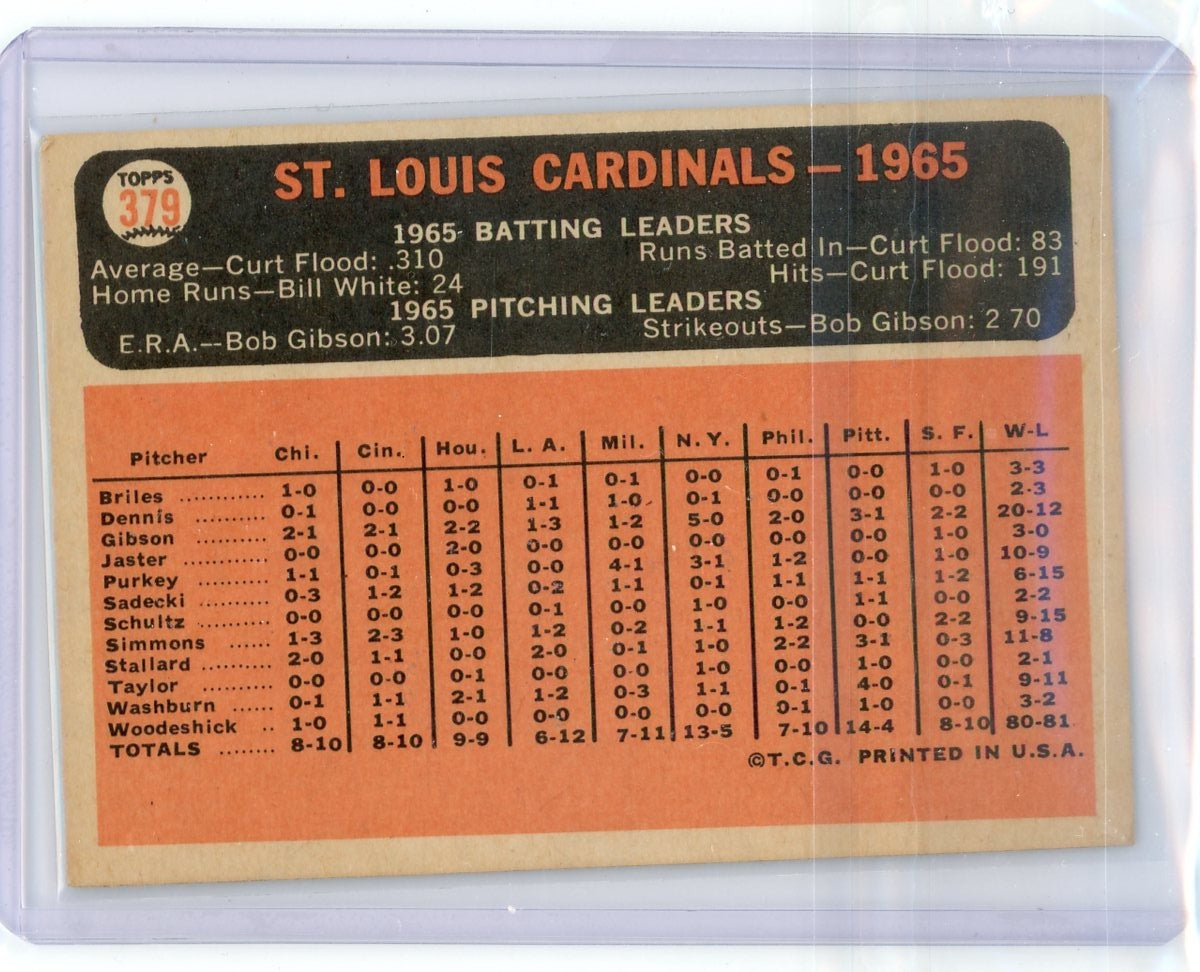 TOPPS
379
ST. LOUIS CARDINALS — 1965
1965 BATTING LEADERS
Average—Curt Flood: .310 Runs Batted In—Curt Flood: 83
Home Runs—Bill White: 24 Hits—Curt Flood: 191
1965 PITCHING LEADERS
E.R.A.—Bob Gibson: 3.07 Strikeouts—Bob Gibson: 2 70
Pitcher Chi. Cin. Hou. L. A. Mil. N. Y. Phil. Pitt. S. F. W-L
Briles ............ 1-0 0-0 1-0 0-1 0-1 0-0 0-1 0-0 1-0 3-3
Dennis .......... 0-1 0-0 0-0 1-1 1-0 0-1 0-0 0-0 0-0 2-3
Gibson .......... 2-1 2-1 2-2 1-3 1-2 5-0 2-0 3-1 2-2 20-12
Jaster ........... 0-0 0-0 2-0 0-0 0-0 0-0 0-0 0-0 1-0 3-0
Purkey .......... 1-1 0-1 0-3 0-0 4-1 3-1 1-2 0-0 1-0 10-9
Sadecki .......... 0-3 1-2 1-2 0-2 1-1 0-1 1-1 1-1 1-2 6-15
Schultz .......... 0-0 0-0 0-0 0-1 0-0 1-0 0-0 1-1 0-0 2-2
Simmons ...... 1-3 2-3 1-0 1-2 0-2 1-1 1-2 0-0 2-2 9-15
Stallard .......... 2-0 1-1 0-0 2-0 0-1 1-0 2-2 3-1 0-3 11-8
Taylor .......... 0-0 0-0 0-1 0-0 0-0 1-0 0-0 1-0 0-0 2-1
Washburn ...... 0-1 1-1 2-1 1-2 0-3 1-1 0-1 4-0 0-1 9-11
Woodeshick .. 1-0 1-1 0-0 0-0 0-0 0-0 0-1 1-0 0-0 3-2
TOTALS ........ 8-10 8-10 9-9 6-12 7-11 13-5 7-10 14-4 8-10 80-81
©T.C.G. PRINTED IN U.S.A.